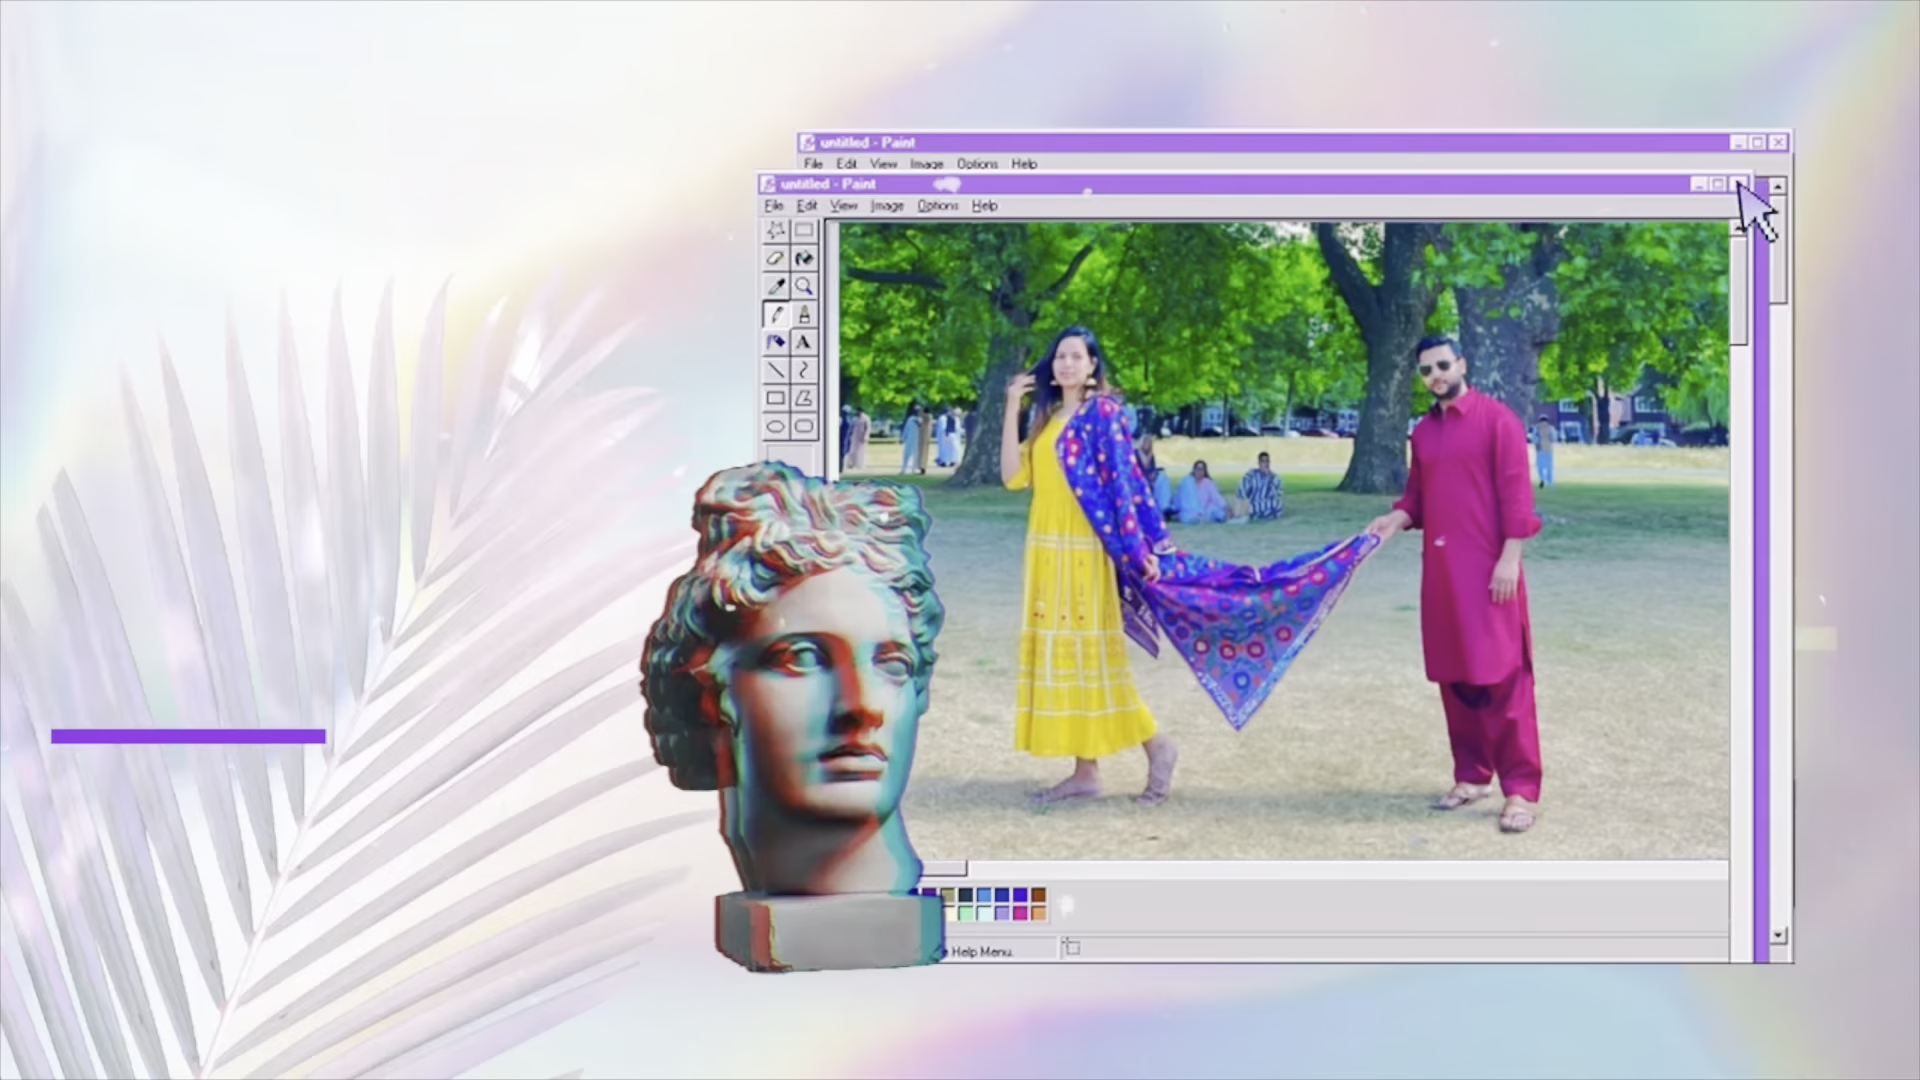 untitled - Paint
File Edit View Image Options Help
untitled - Paint
File Edit View Image Options Help
A
Help Menu.